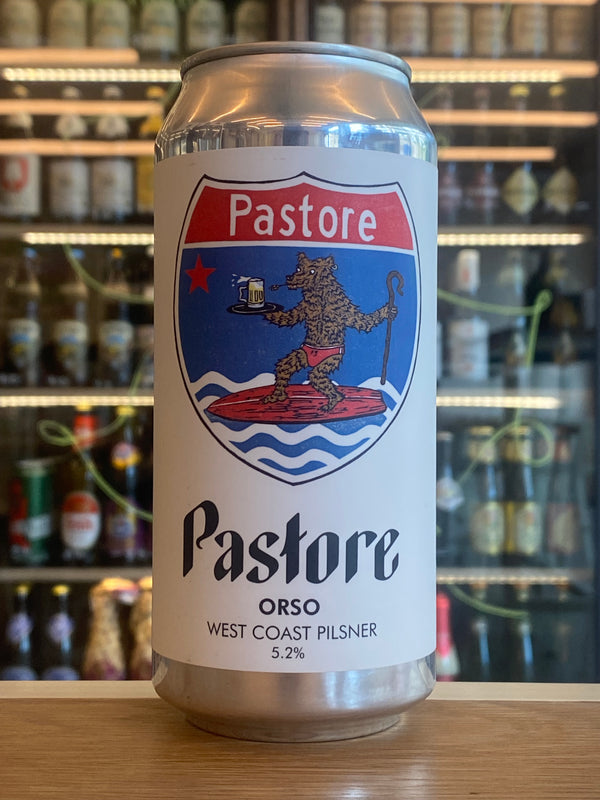 Pastore
Pastore
ORSO
WEST COAST PILSNER
5.2%